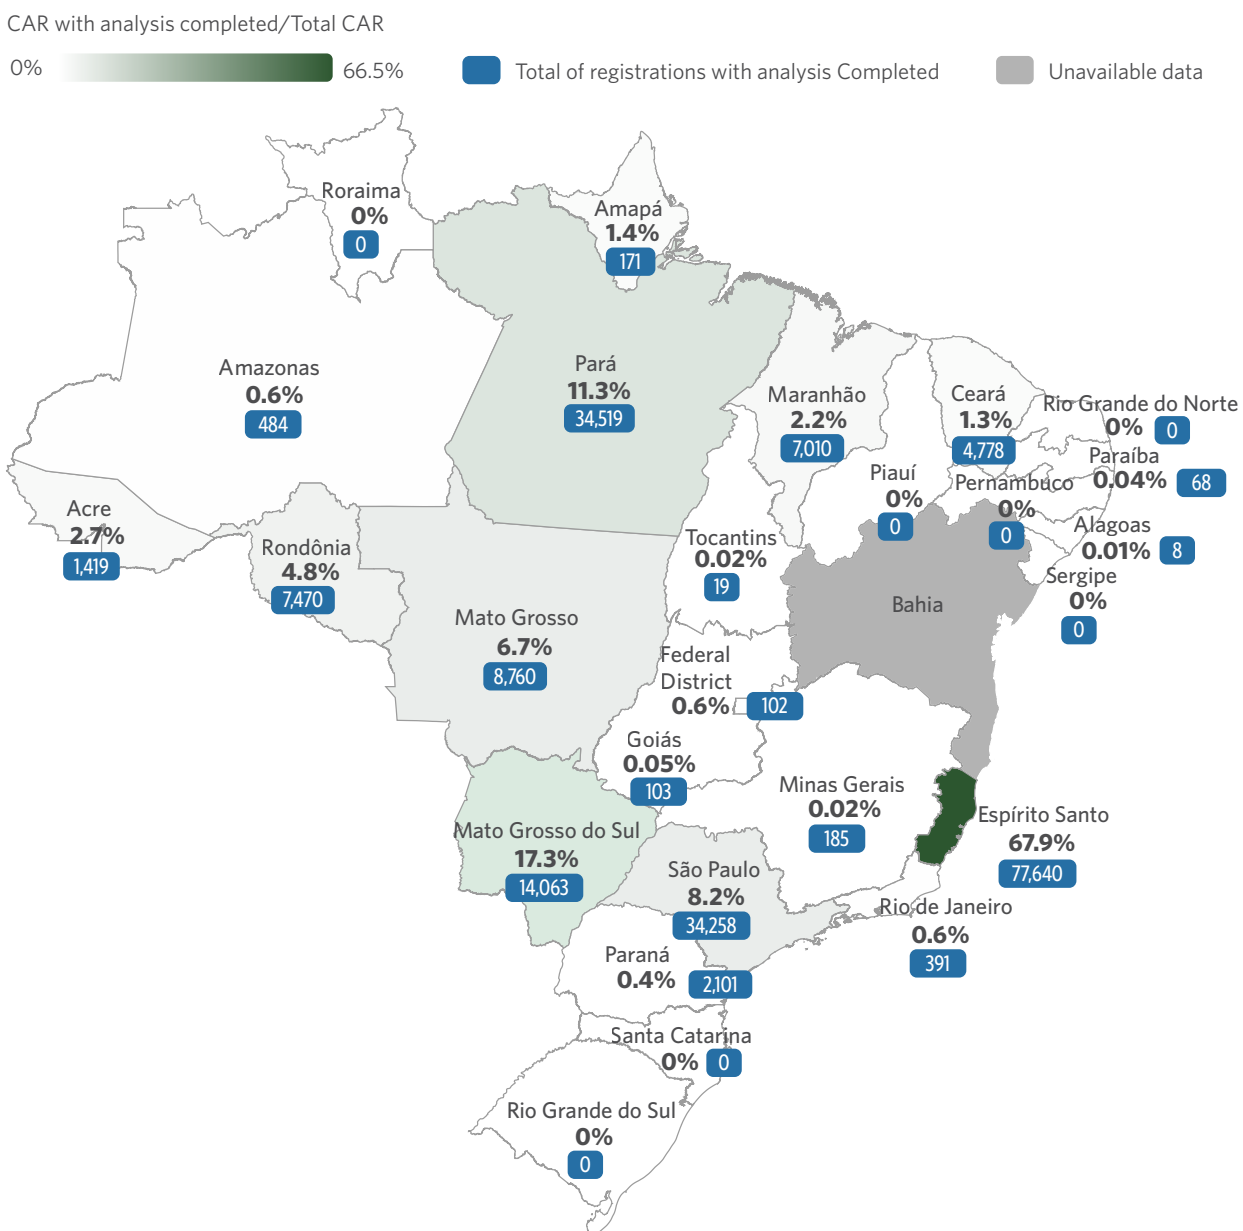 CAR with analysis completed/Total CAR
0%
66.5%
Total of registrations with analysis Completed
Unavailable data
Roraima
0%
0
Amapá
1.4%
171
Amazonas
0.6%
484
Pará
11.3%
34,519
Maranhão
2.2%
7,010
Ceará
1.3%
4,778
Rio Grande do Norte
0%
0
Paraíba
0.04%
68
Piauí
0%
0
Pernambuco
0%
0
Alagoas
0.01%
8
Sergipe
0%
0
Acre
2.7%
1,419
Rondônia
4.8%
7,470
Tocantins
0.02%
19
Bahia
Mato Grosso
6.7%
8,760
Federal
District
0.6%
102
Goiás
0.05%
103
Minas Gerais
0.02%
185
Espírito Santo
67.9%
77,640
Mato Grosso do Sul
17.3%
14,063
São Paulo
8.2%
34,258
Rio de Janeiro
0.6%
391
Paraná
0.4%
2,101
Santa Catarina
0%
0
Rio Grande do Sul
0%
0